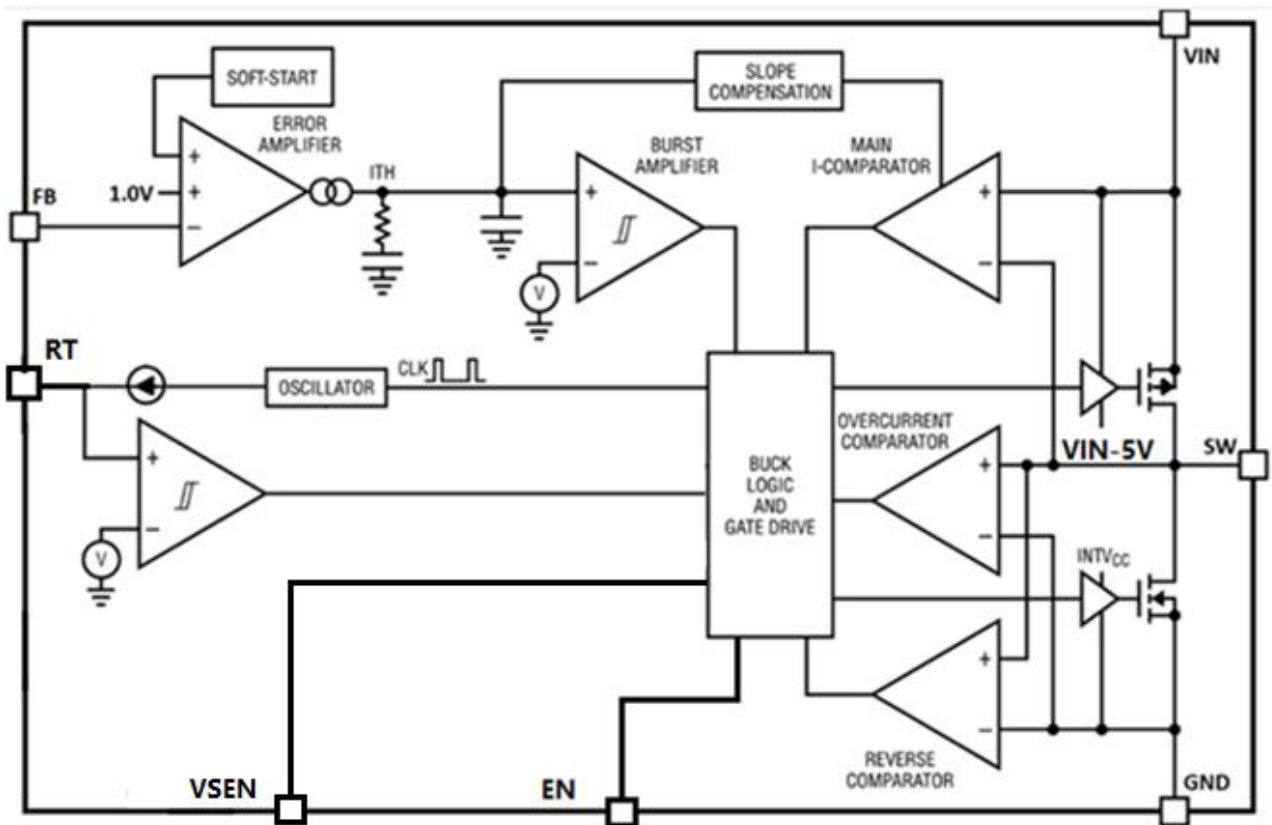 VIN
SOFT-START
SLOPE
COMPENSATION
ERROR
AMPLIFIER
BURST
AMPLIFIER
MAIN
I-COMPARATOR
ITH
+
+
1.0V
+
−
FB
+
−
+
−
V
RT
CLK
OSCILLATOR
OVERCURRENT
COMPARATOR
VIN-5V
SW
+
−
V
BUCK
LOGIC
AND
GATE DRIVE
+
−
INTVCC
+
−
REVERSE
COMPARATOR
VSEN
EN
GND